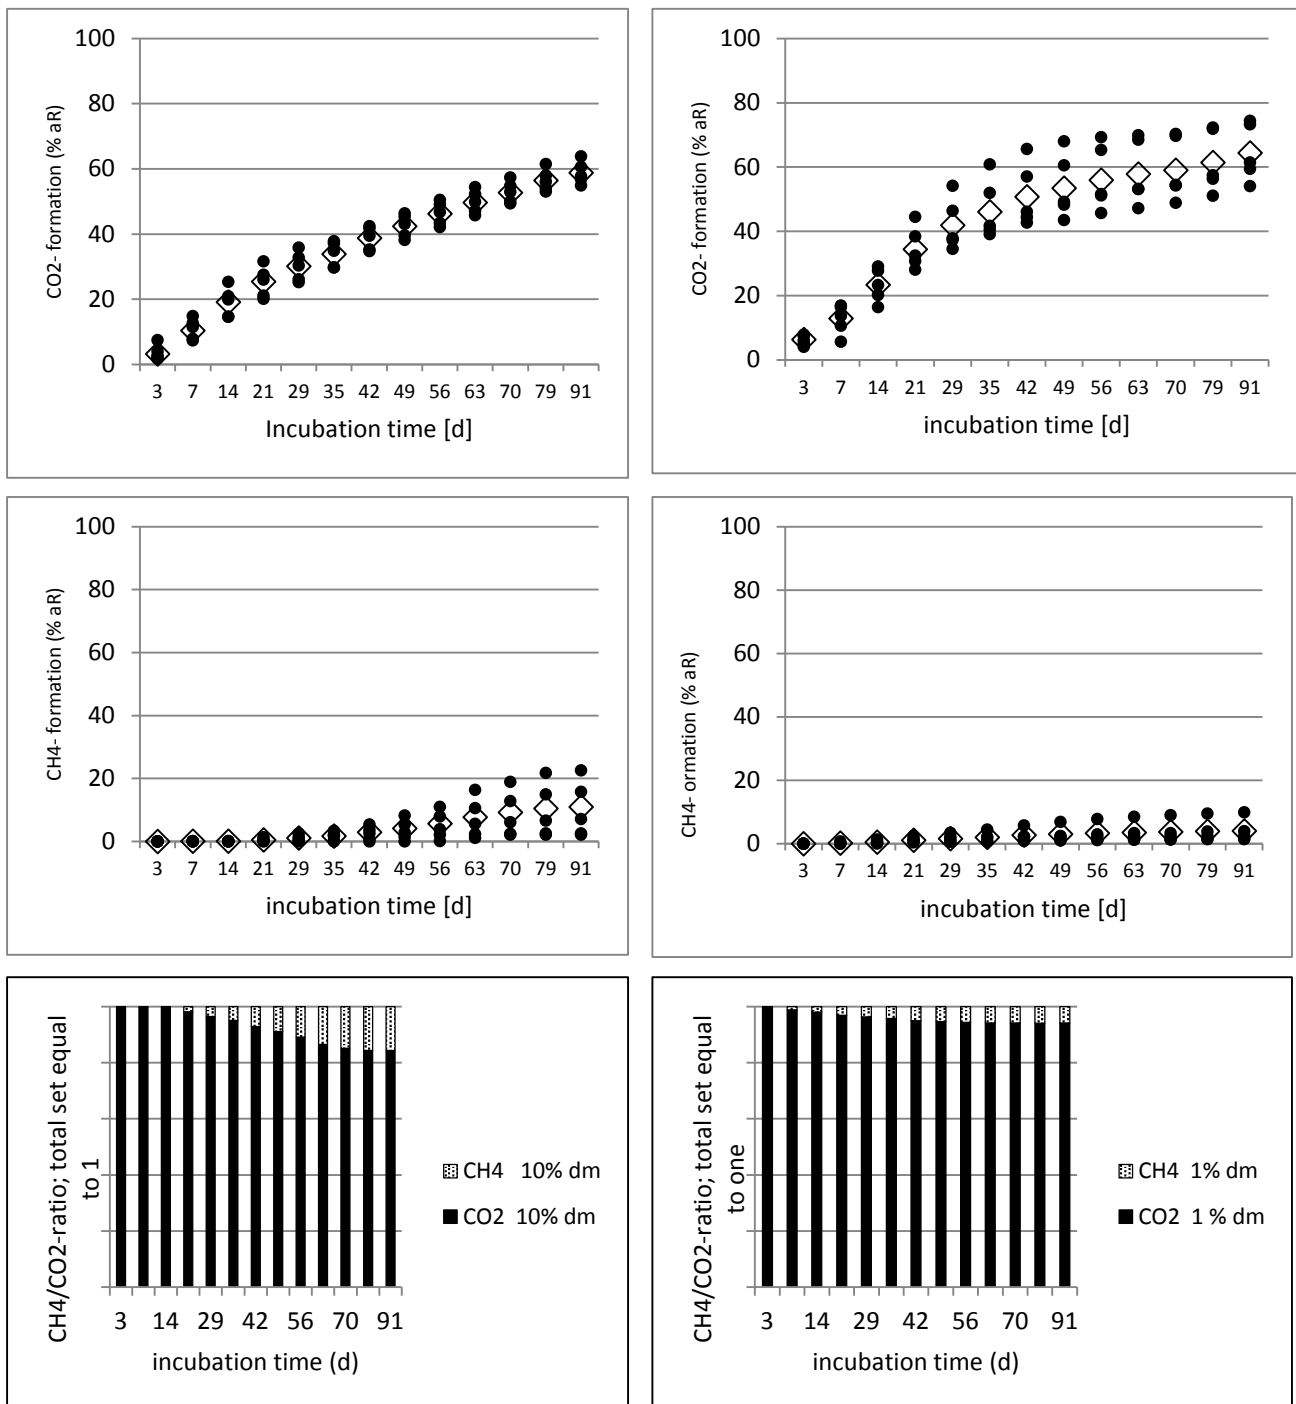 CO2- formation (% aR)
100
80
60
40
20
0
3 7 14 21 29 35 42 49 56 63 70 79 91
Incubation time [d]
CO2- formation (% aR)
100
80
60
40
20
0
3 7 14 21 29 35 42 49 56 63 70 79 91
incubation time [d]
CH4- formation (% aR)
100
80
60
40
20
0
3 7 14 21 29 35 42 49 56 63 70 79 91
incubation time [d]
CH4- ormation (% aR)
100
80
60
40
20
0
3 7 14 21 29 35 42 49 56 63 70 79 91
incubation time [d]
CH4/CO2-ratio; total set equal
to 1
CH4 10% dm
CO2 10% dm
3 14 29 42 56 70 91
incubation time (d)
CH4/CO2-ratio; total set equal
to one
CH4 1% dm
CO2 1 % dm
3 14 29 42 56 70 91
incubation time (d)